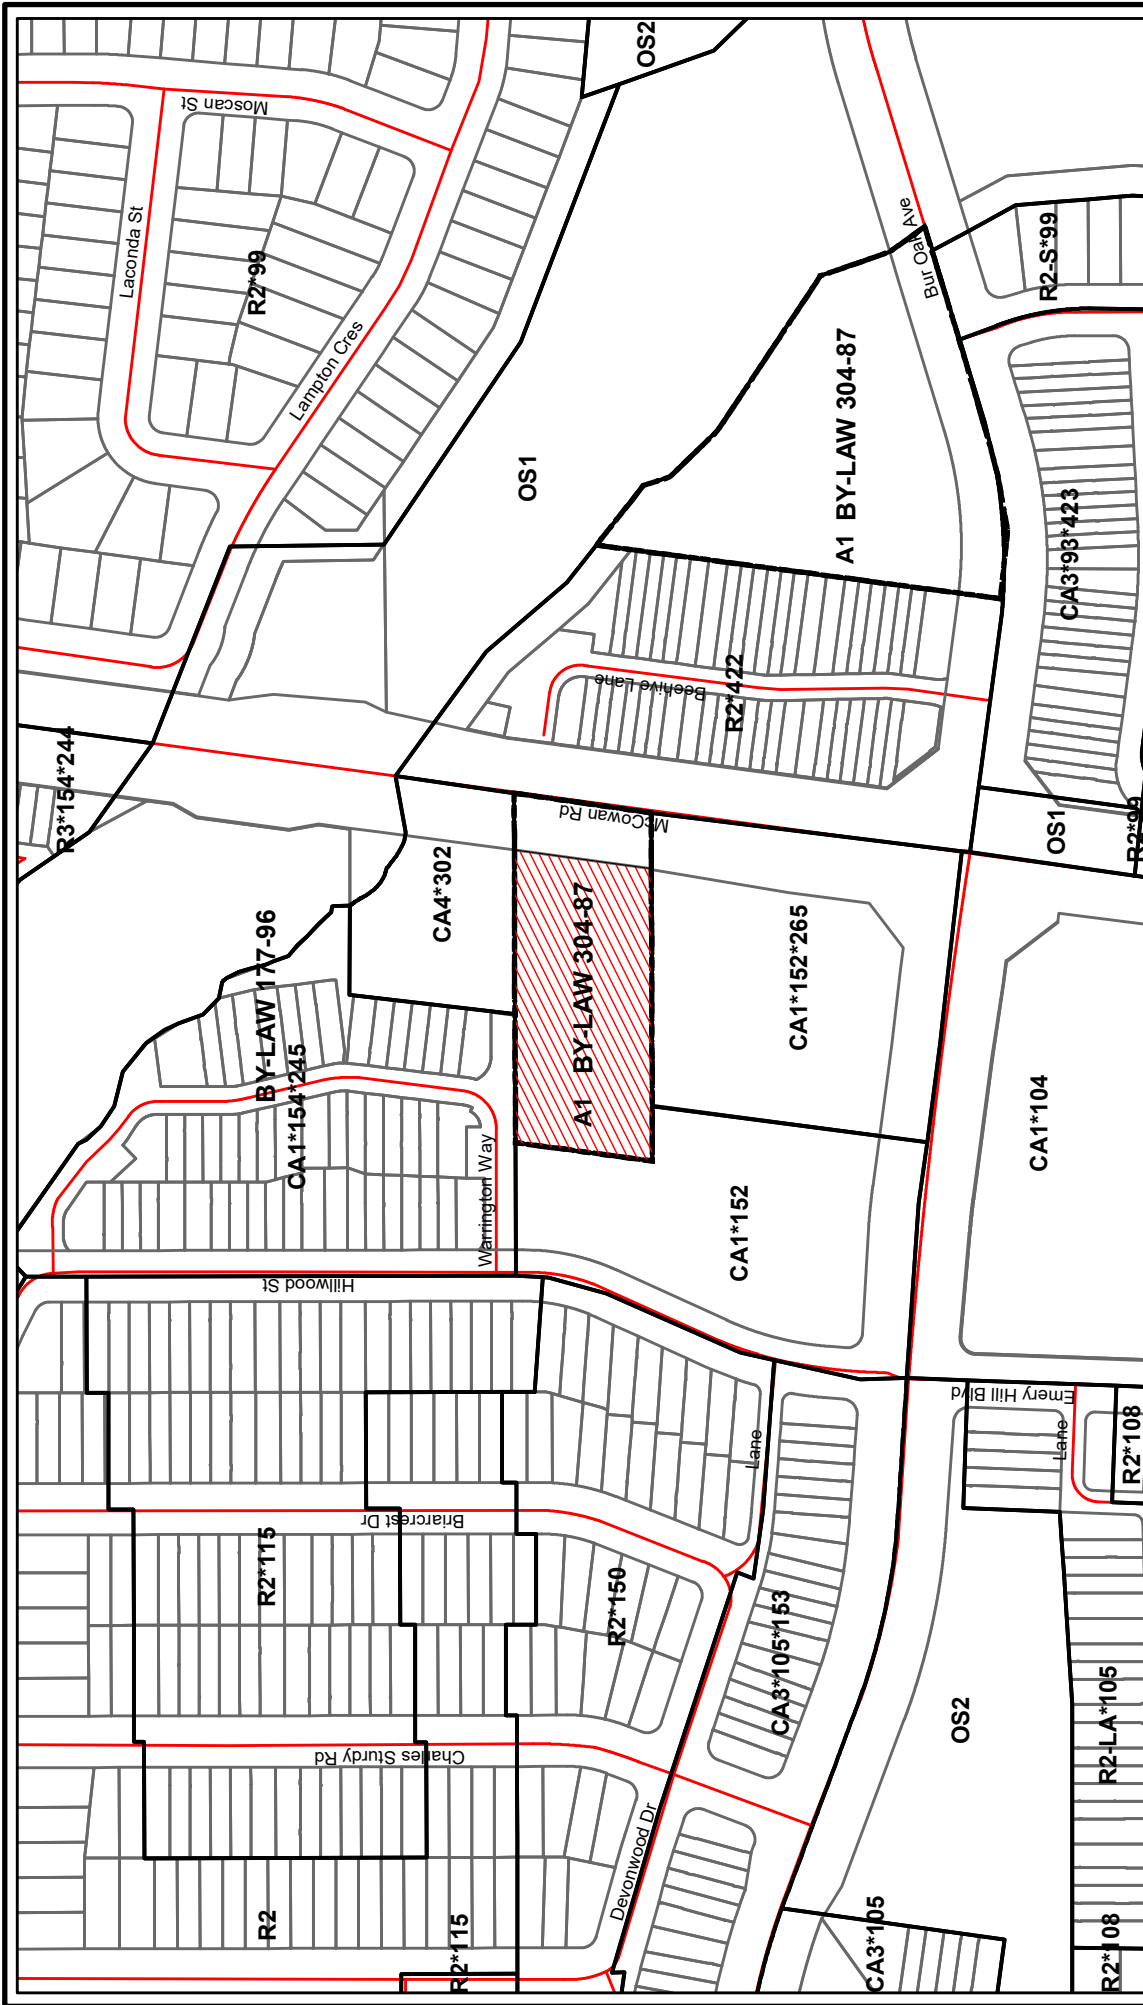 OS2
Moscan St
Laconda St
R2*99
Lampton Cres
Bur Oak Ave
R2-S*99
A1 BY-LAW 304-87
OS1
CA3*93*423
Beehive Lane
R2*422
R3*154*244
McCowan Rd
OS1
R2*99
CA4*302
A1 BY-LAW 304-87
CA1*152*265
BY-LAW 177-96
CA1*154*245
CA1*104
Warrington Way
CA1*152
Hillwood St
Emery Hill Blvd
Lane
Lane
R2*108
Briarcrest Dr
R2*115
R2*150
CA3*105*153
OS2
R2-LA*105
Charles Sturdy Rd
Devonwood Dr
R2
R2*115
CA3*105
R2*108